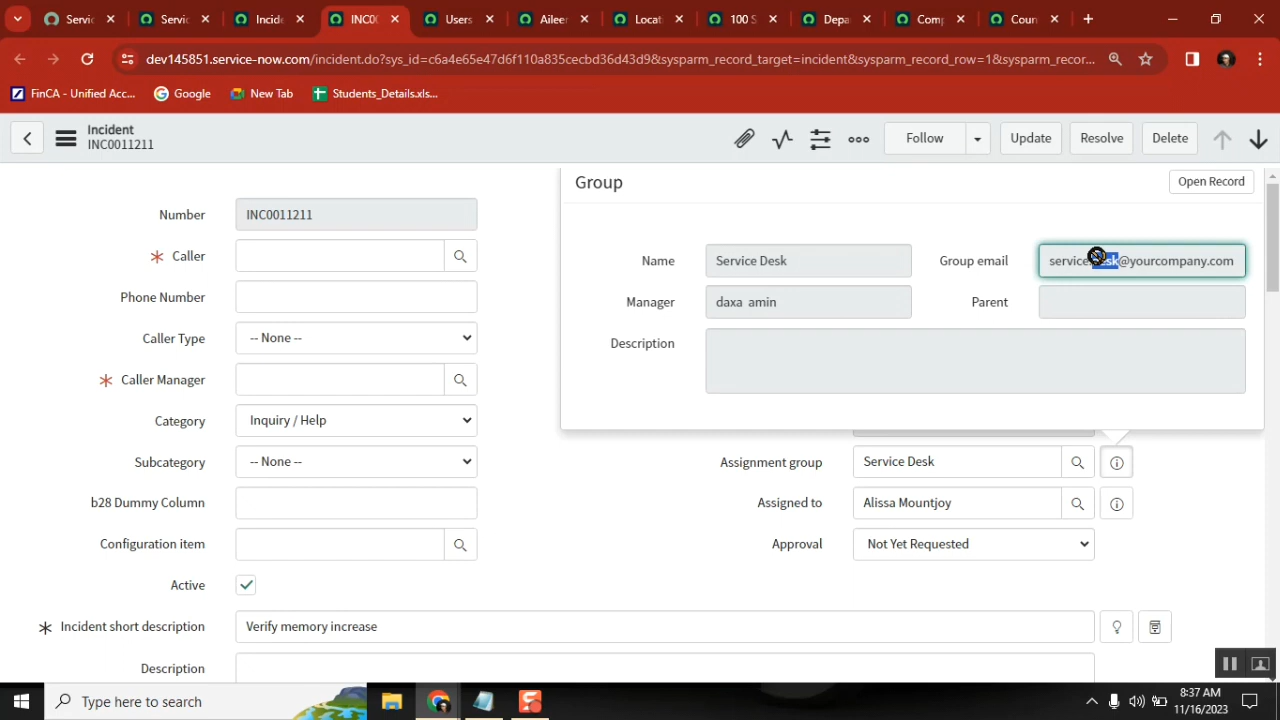 Servic
Servic
Incide
INC0(
Users
Aileer
Locat
100 S
Depa
Comp
Coun
dev145851.service-now.com/incident.do?sys_id=c6a4e65e47d6f110a835cecbd36d43d9&sysparm_record_target=incident&sysparm_record_row=1&sysparm_recor...
FinCA - Unified Acc... Google New Tab Students_Details.xls...
Incident
INC0011211
Follow Update Resolve Delete
Group
Open Record
Name Service Desk
Group email @yourcompany.com
Manager daxa amin
Parent
Description
Number INC0011211
Caller
Phone Number
Caller Type -- None --
Caller Manager
Category Inquiry / Help
Subcategory -- None --
b28 Dummy Column
Configuration item
Active
Assignment group Service Desk
Assigned to Alissa Mountjoy
Approval Not Yet Requested
Incident short description Verify memory increase
Description
Type here to search
8:37 AM
11/16/2023